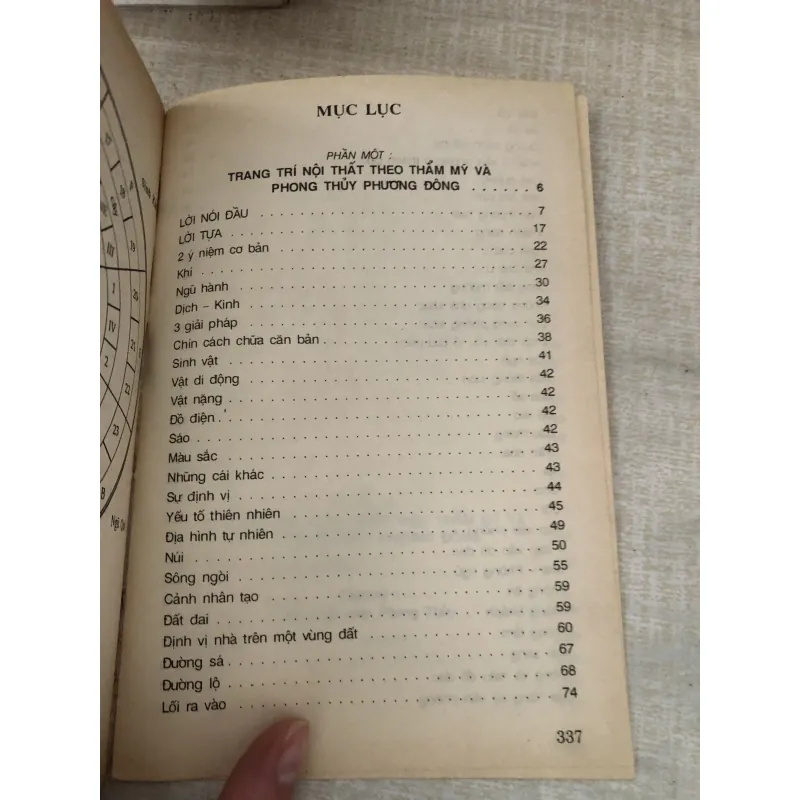 MỤC LỤC
PHẦN MỘT :
TRANG TRÍ NỘI THẤT THEO THẨM MỸ VÀ
PHONG THỦY PHƯƠNG ĐÔNG . . . . . . 6
LỜI NÓI ĐẦU . . . . . . 7
LỜI TỰA . . . . . . 17
2 ý niệm cơ bản . . . . . . 22
Khí . . . . . . 27
Ngũ hành . . . . . . 30
Dịch – Kinh . . . . . . 34
3 giải pháp . . . . . . 36
Chín cách chữa căn bản . . . . . . 38
Sinh vật . . . . . . 41
Vật di động . . . . . . 42
Vật nặng . . . . . . 42
Đồ điện . . . . . . 42
Sáo . . . . . . 42
Màu sắc . . . . . . 43
Những cái khác . . . . . . 43
Sự định vị . . . . . . 44
Yếu tố thiên nhiên . . . . . . 45
Địa hình tự nhiên . . . . . . 49
Núi . . . . . . 50
Sông ngòi . . . . . . 55
Cảnh nhân tạo . . . . . . 59
Đất đai . . . . . . 59
Định vị nhà trên một vùng đất . . . . . . 60
Đường sá . . . . . . 67
Đường lộ . . . . . . 68
Lối ra vào . . . . . . 74
337
19
I
IV
21
2
22
23
B